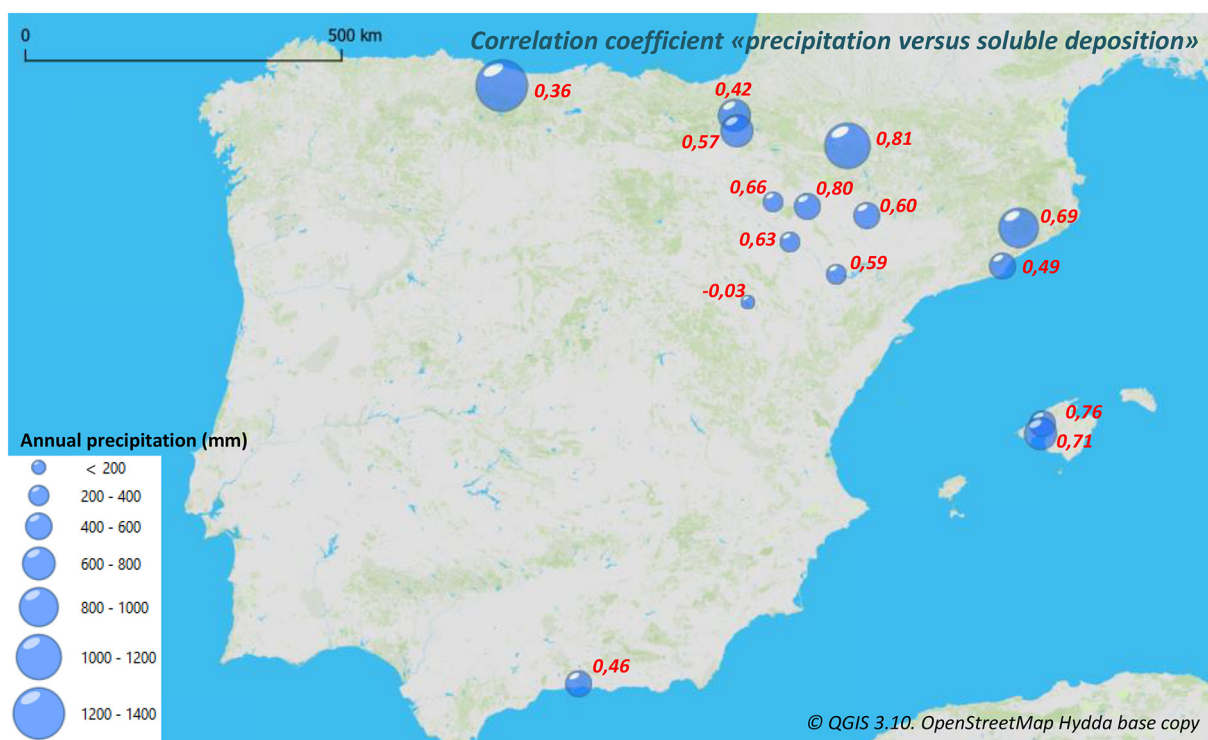 0 500 km
Correlation coefficient «precipitation versus soluble deposition»
0,36
0,42
0,57
0,81
0,66
0,80
0,60
0,63
0,69
0,59
0,49
-0,03
0,76
0,71
0,46
Annual precipitation (mm)
< 200
200 - 400
400 - 600
600 - 800
800 - 1000
1000 - 1200
1200 - 1400
© QGIS 3.10. OpenStreetMap Hydda base copy